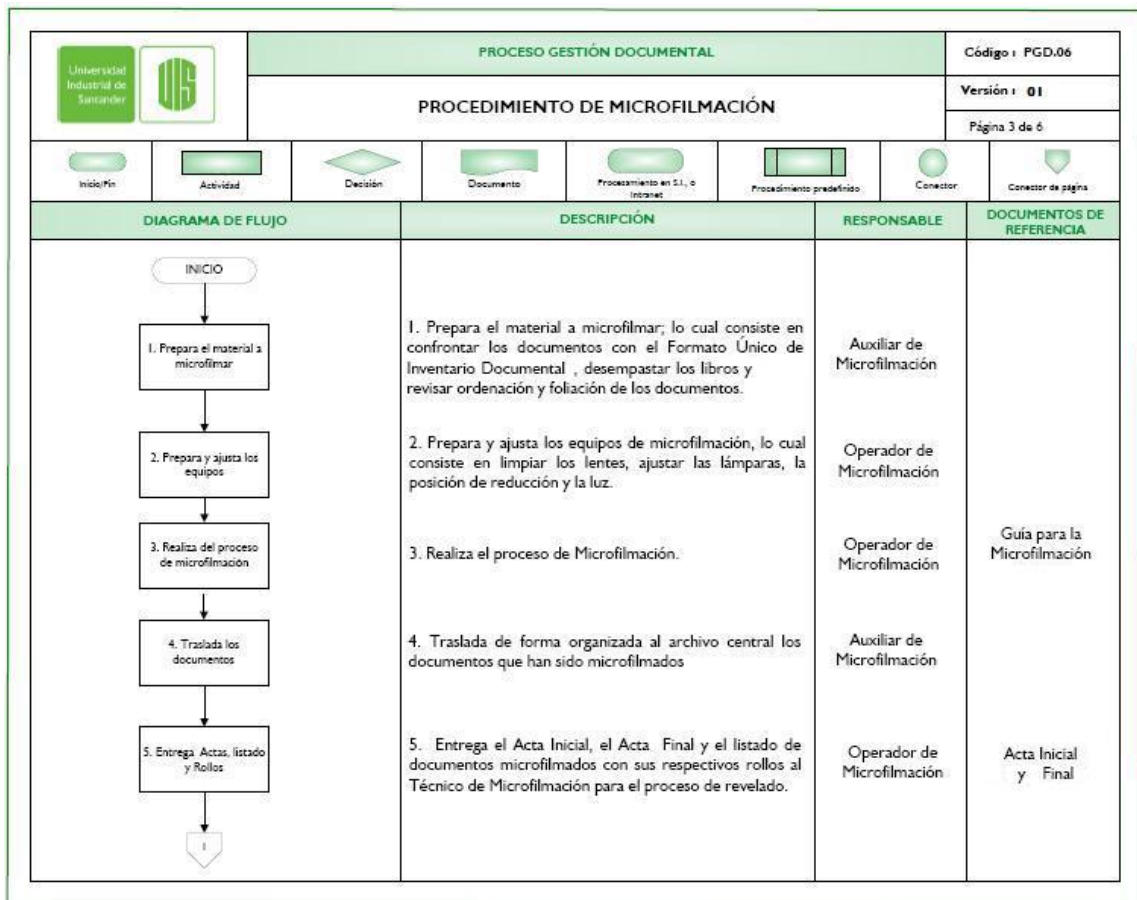 Universidad
Industrial de
Santander
UIS
PROCESO GESTIÓN DOCUMENTAL
Código : PGD.06
PROCEDIMIENTO DE MICROFILMACIÓN
Versión : 01
Página 3 de 6
Inicio/Fin
Actividad
Decisión
Documento
Procesamiento en S.I., o
Intranet
Procedimiento predefinido
Conector
Conector de página
DIAGRAMA DE FLUJO
DESCRIPCIÓN
RESPONSABLE
DOCUMENTOS DE
REFERENCIA
INICIO
1. Prepara el material a
microfilmar
1. Prepara el material a microfilmar; lo cual consiste en
confrontar los documentos con el Formato Único de
Inventario Documental , desempastar los libros y
revisar ordenación y foliación de los documentos.
Auxiliar de
Microfilmación
2. Prepara y ajusta los
equipos
2. Prepara y ajusta los equipos de microfilmación, lo cual
consiste en limpiar los lentes, ajustar las lámparas, la
posición de reducción y la luz.
Operador de
Microfilmación
3. Realiza del proceso
de microfilmación
3. Realiza el proceso de Microfilmación.
Operador de
Microfilmación
Guía para la
Microfilmación
4. Traslada los
documentos
4. Traslada de forma organizada al archivo central los
documentos que han sido microfilmados
Auxiliar de
Microfilmación
5. Entrega Actas, listado
y Rollos
5. Entrega el Acta Inicial, el Acta Final y el listado de
documentos microfilmados con sus respectivos rollos al
Técnico de Microfilmación para el proceso de revelado.
Operador de
Microfilmación
Acta Inicial
y Final
1